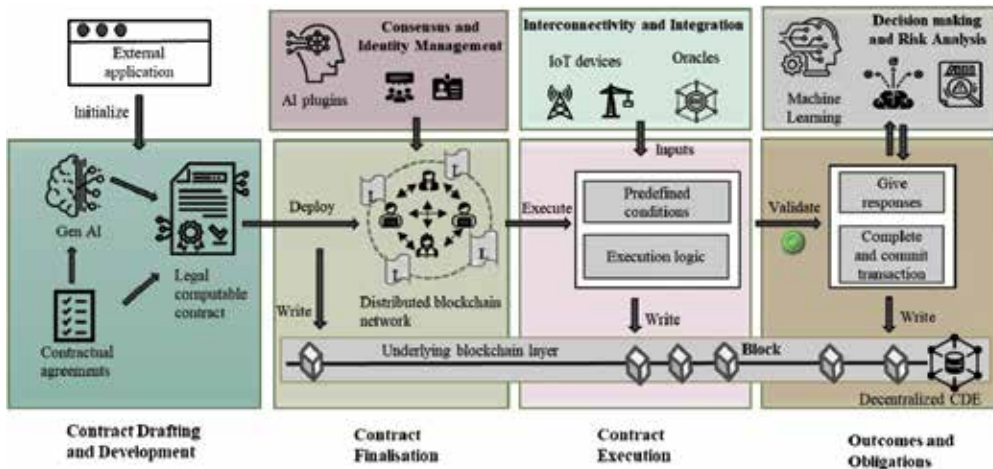 External
application
Initialize
Gen AI
Legal
computable
contract
Contractual
agreements
Contract Drafting
and Development
Consensus and
Identity Management
AI plugins
Deploy
Write
L
L
L
L
Distributed blockchain
network
Contract
Finalisation
Interconnectivity and Integration
IoT devices
Oracles
Inputs
Execute
Predefined
conditions
Execution logic
Write
Underlying blockchain layer
Block
Contract
Execution
Decision making
and Risk Analysis
Machine
Learning
Validate
Give
responses
Complete
and commit
transaction
Write
Decentralized CDE
Outcomes and
Obligations